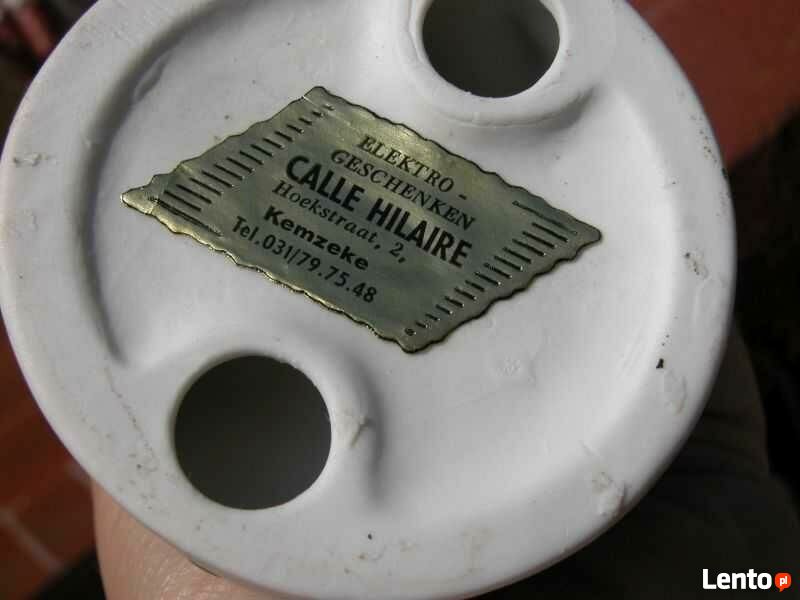 ELEKTRO -
GESCHENKEN
CALLE HILAIRE
Hoekstraat, 2,
Kemzeke
Tel. 031/79.75.48
Lento pl